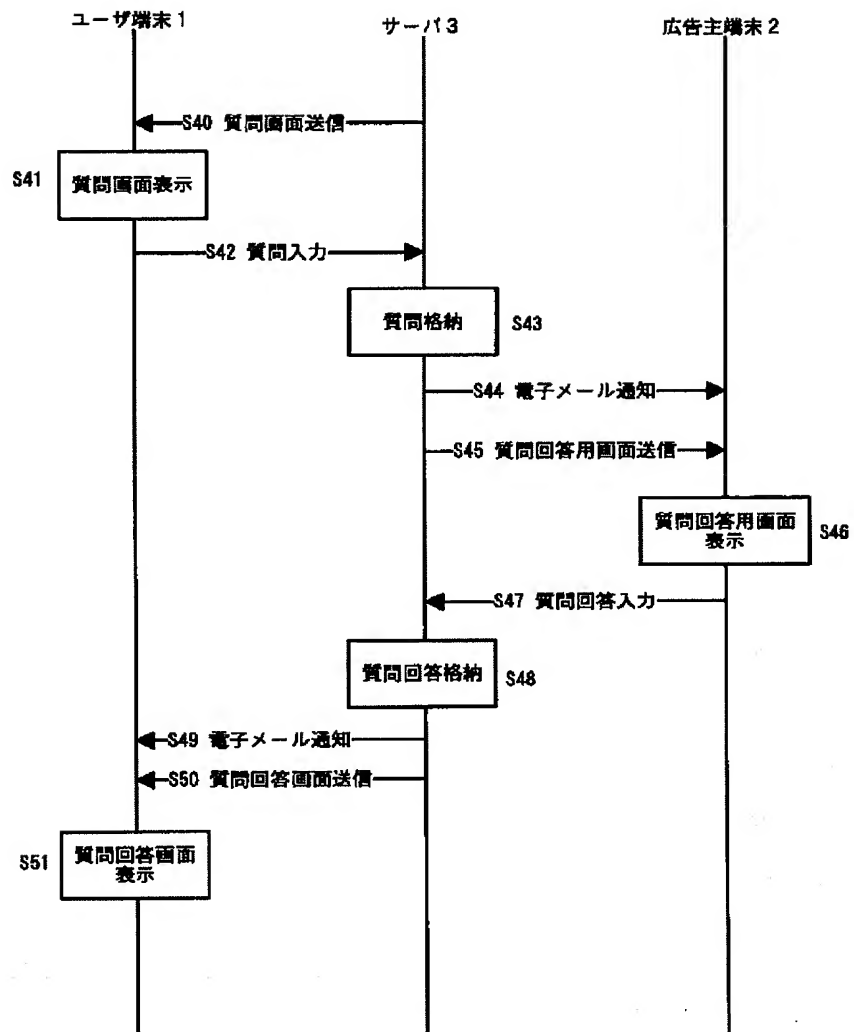 ユーザ端末1
サーバ3
広告主端末2
S40 質問画面送信
S41
質問画面表示
S42 質問入力
質問格納
S43
S44 電子メール通知
S45 質問回答用画面送信
質問回答用画面
表示
S46
S47 質問回答入力
質問回答格納
S48
S49 電子メール通知
S50 質問回答画面送信
S51
質問回答画面
表示